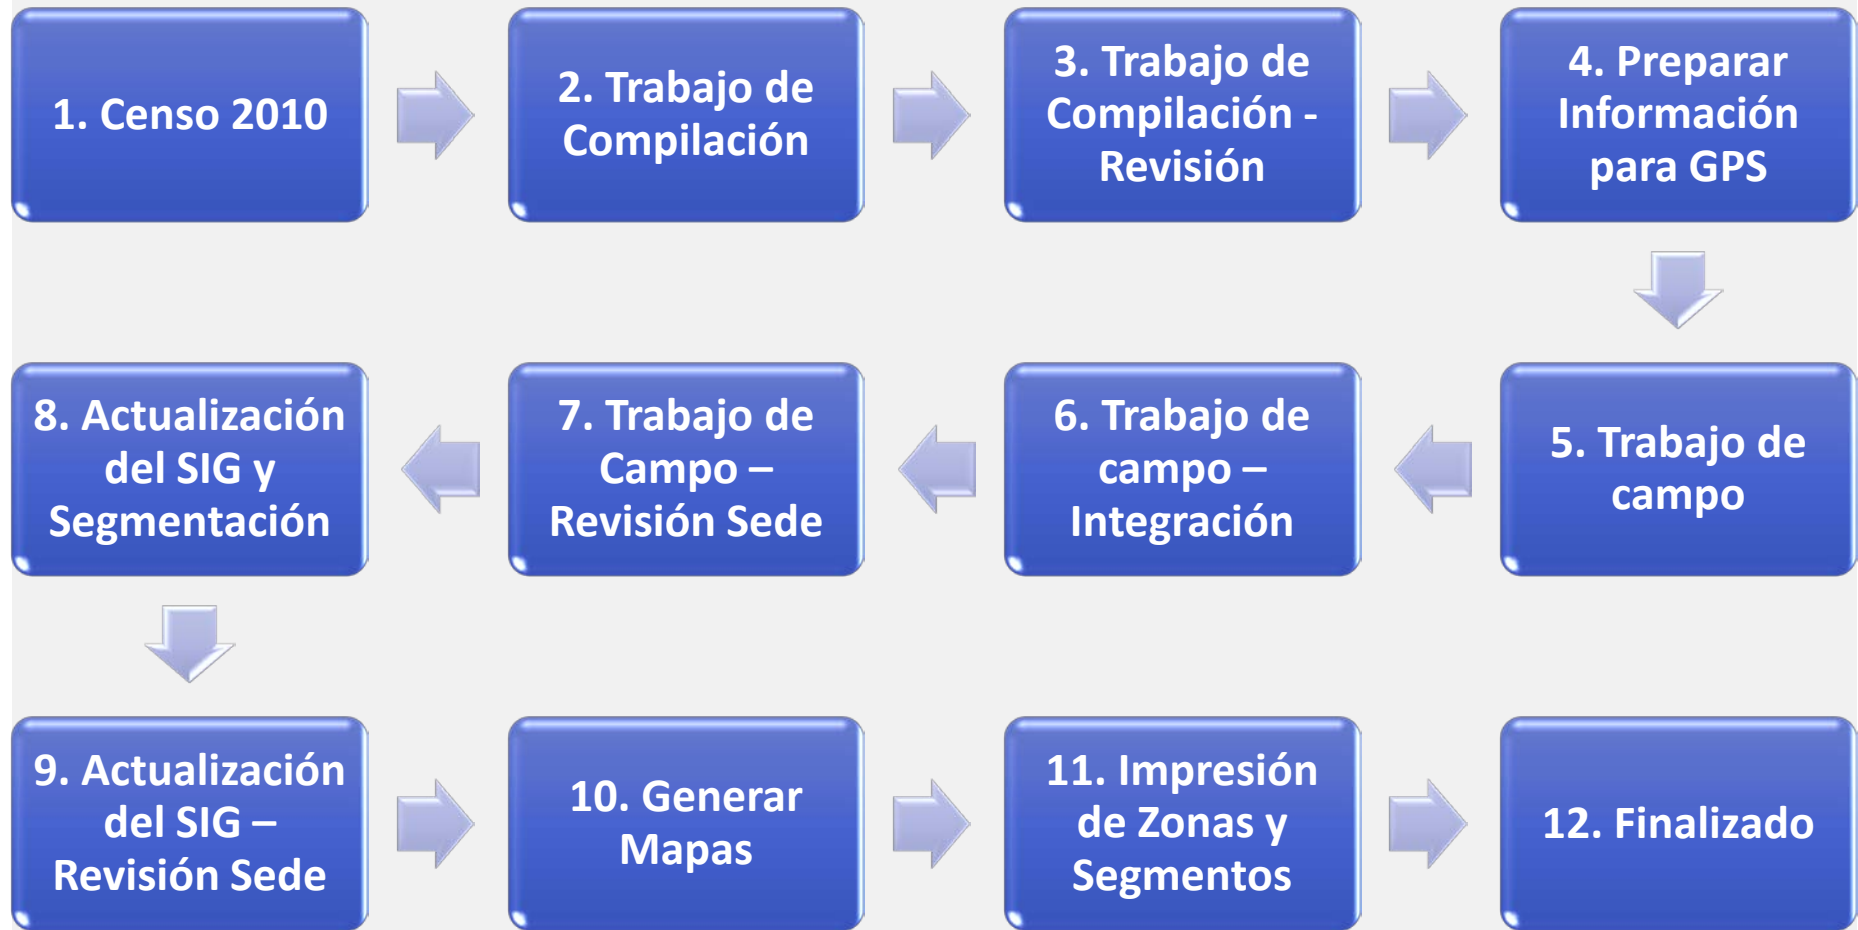 1. Censo 2010
2. Trabajo de
Compilación
3. Trabajo de
Compilación -
Revisión
4. Preparar
Información
para GPS
5. Trabajo de
campo
6. Trabajo de
campo –
Integración
7. Trabajo de
Campo –
Revisión Sede
8. Actualización
del SIG y
Segmentación
9. Actualización
del SIG –
Revisión Sede
10. Generar
Mapas
11. Impresión
de Zonas y
Segmentos
12. Finalizado